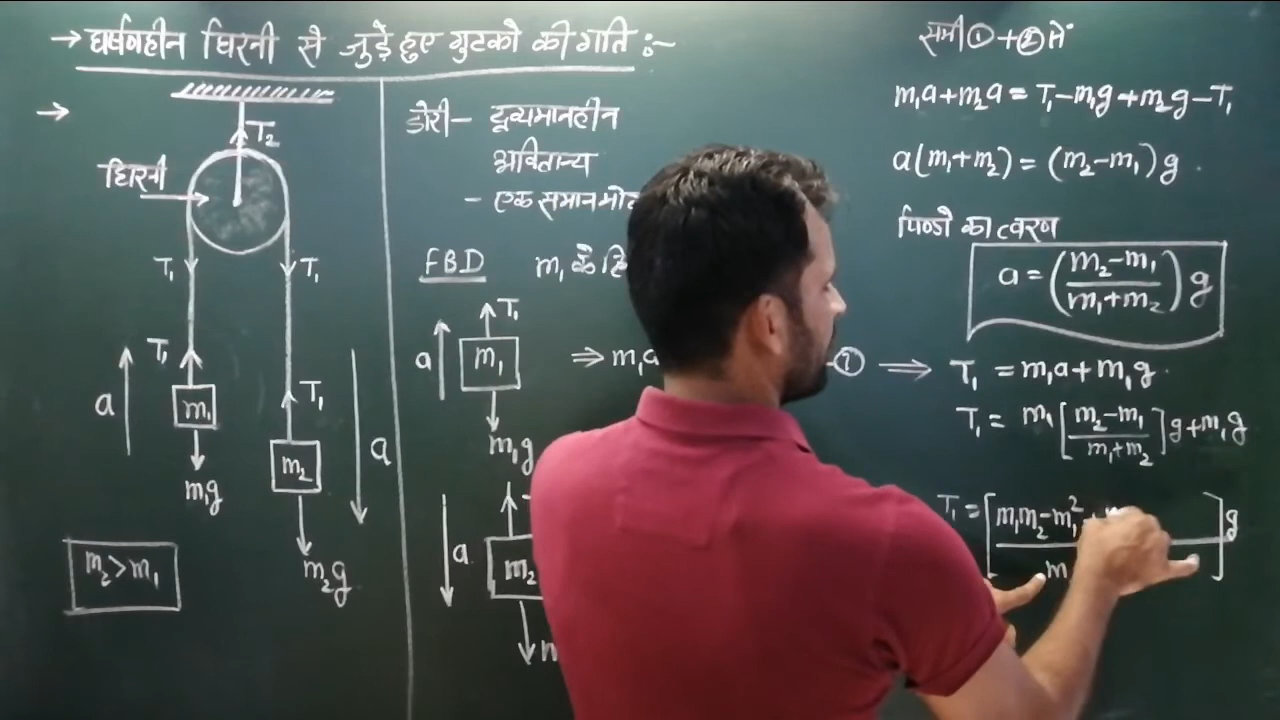 → घर्षणहीन घिरनी से जुड़े हुए गुटकों की गति :-
→
T₂
घिरनी →
T₁ T₁
T₁
a m₁
m₁g
T₁
m₂ a
m₂g
m₂>m₁
डोरी – द्रव्यमानहीन
अवितान्य
- एक समान
FBD m₁ के
T₁
a m₁ ⇒ m₁a
m₁g
a m₂
समी ① + ② से
m₁a+m₂a = T₁-m₁g+m₂g-T₁
a(m₁+m₂) = (m₂-m₁)g
पिण्डों का त्वरण
a = ((m₂-m₁)/(m₁+m₂)) g
⇒ T₁ = m₁a+m₁g
T₁ = m₁ [(m₂-m₁)/(m₁+m₂)] g+m₁g
T₁ = [m₁m₂-m₁²+ / m ] g